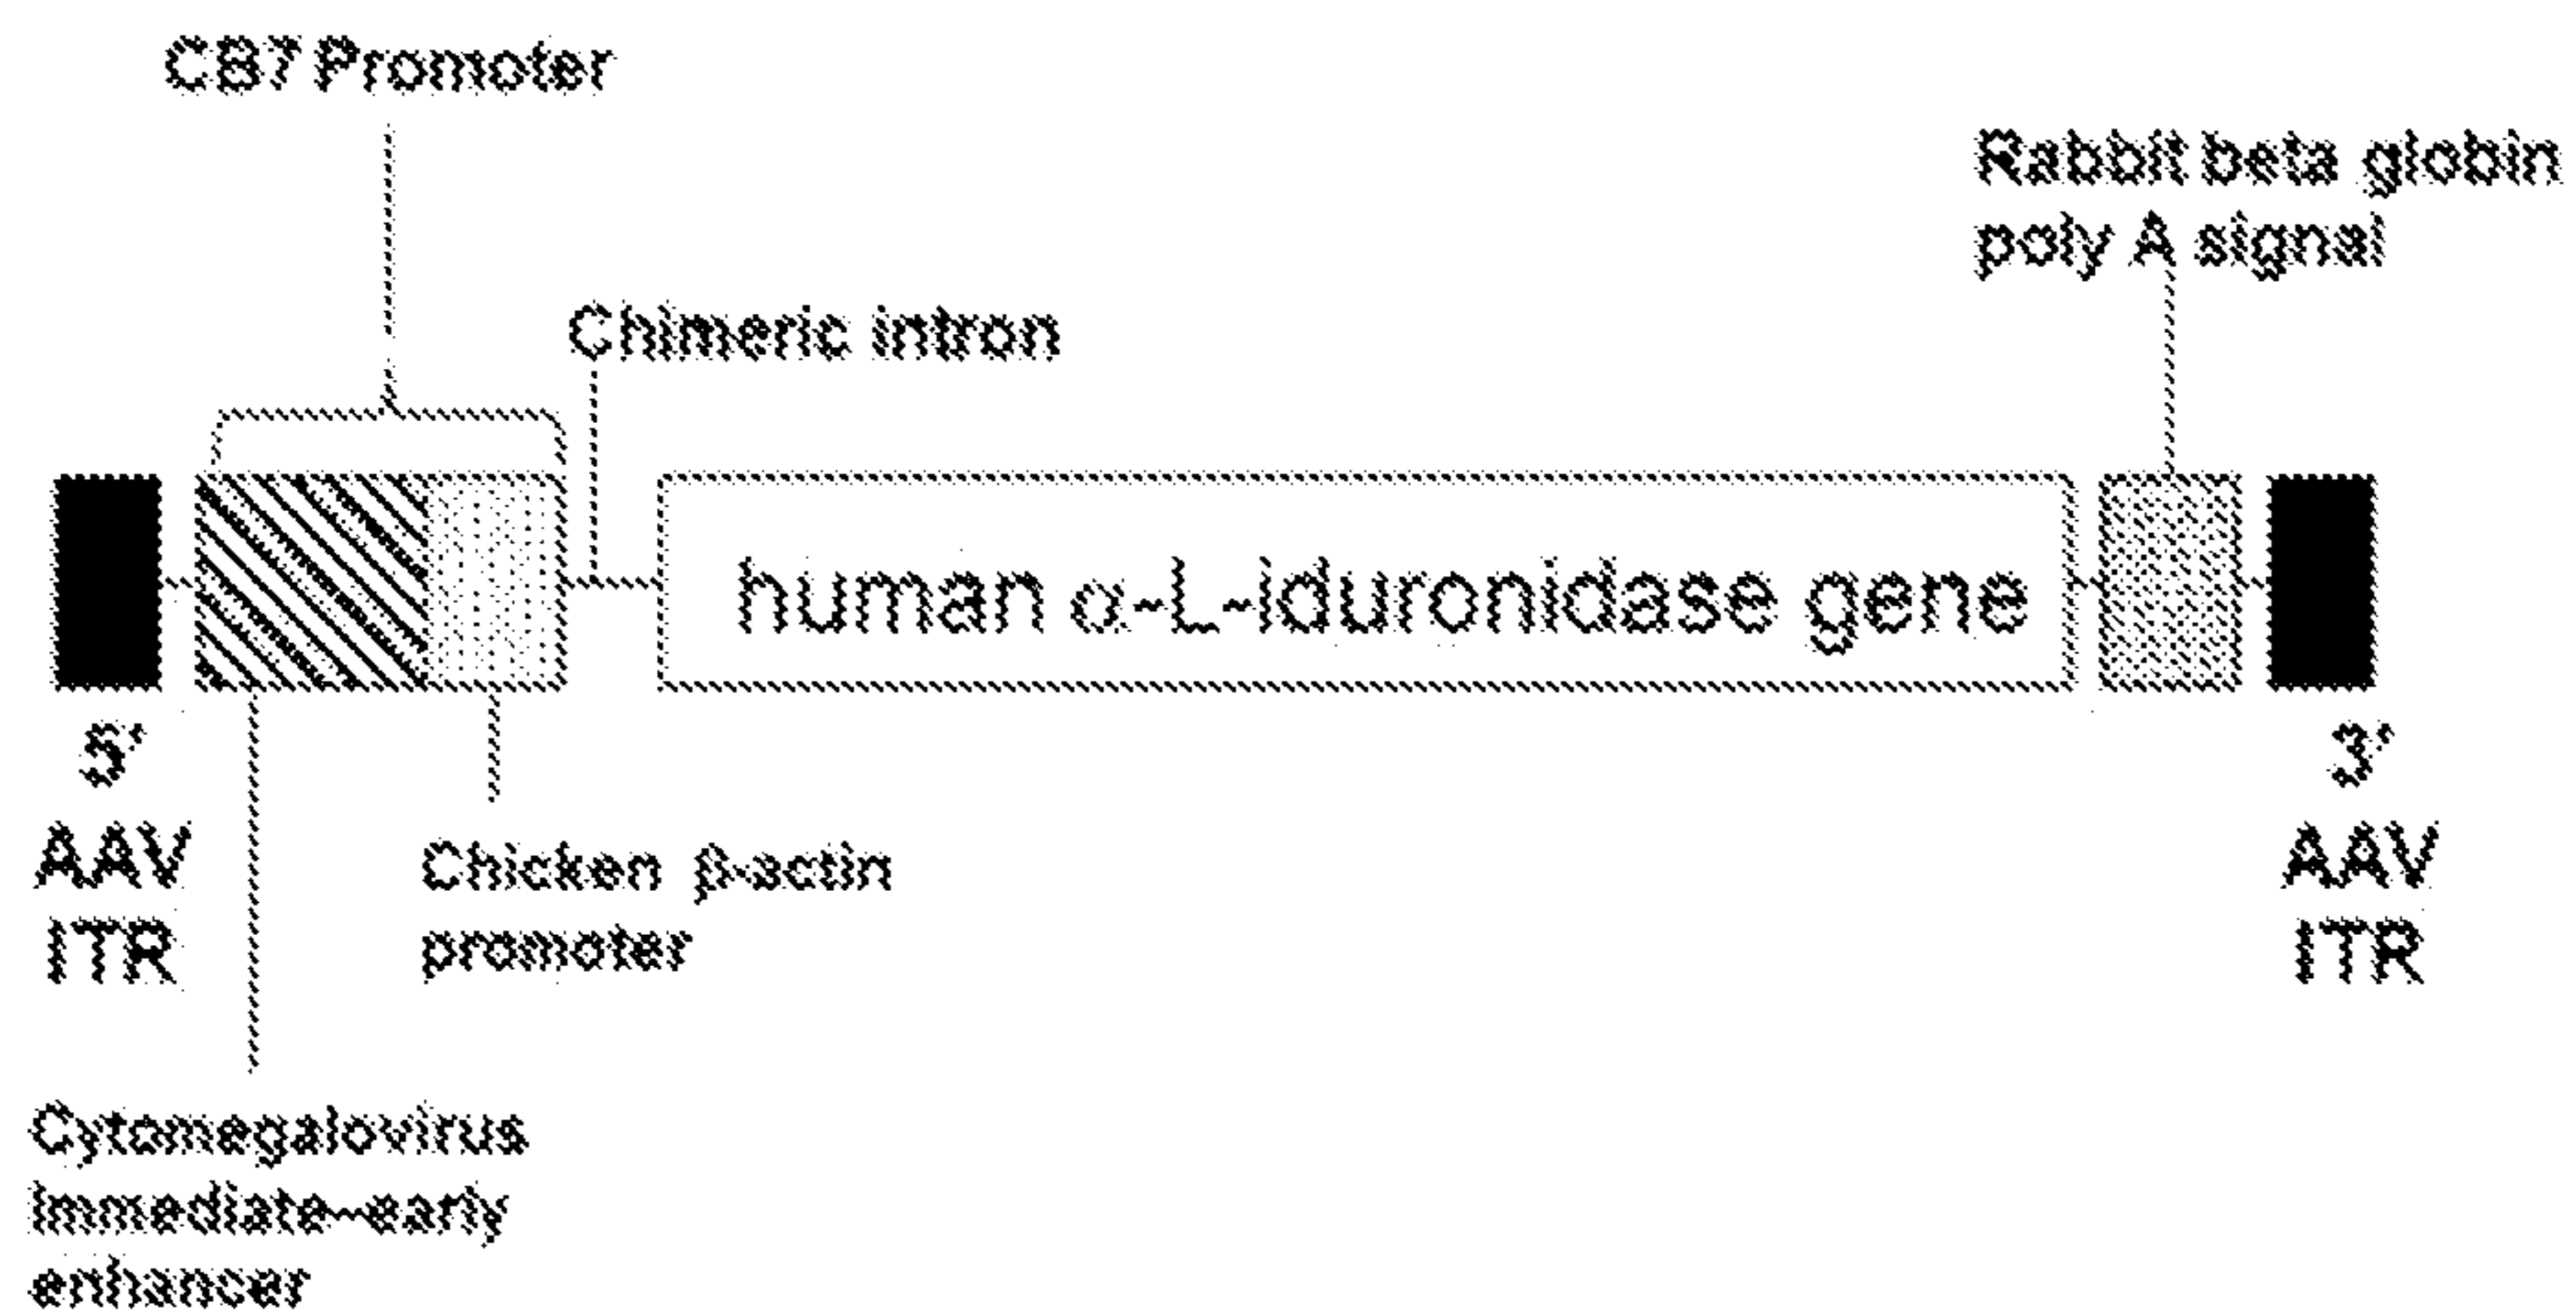 CB7 Promoter
Rabbit beta globin
poly A signal
Chimeric intron
human α-L-iduronidase gene
5'
AAV
ITR
3'
AAV
ITR
Chicken β-actin
promoter
Cytomegalovirus
immediate-early
enhancer